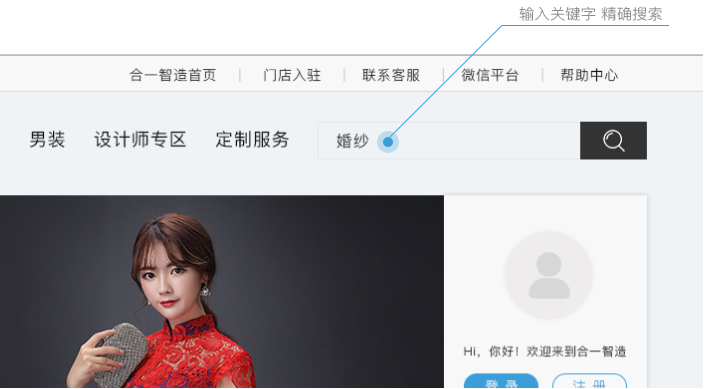 输入关键字 精确搜索
合一智造首页 | 门店入驻 | 联系客服 | 微信平台 | 帮助中心
男装 设计师专区 定制服务 婚纱
Hi，你好！欢迎来到合一智造
登 录 注 册